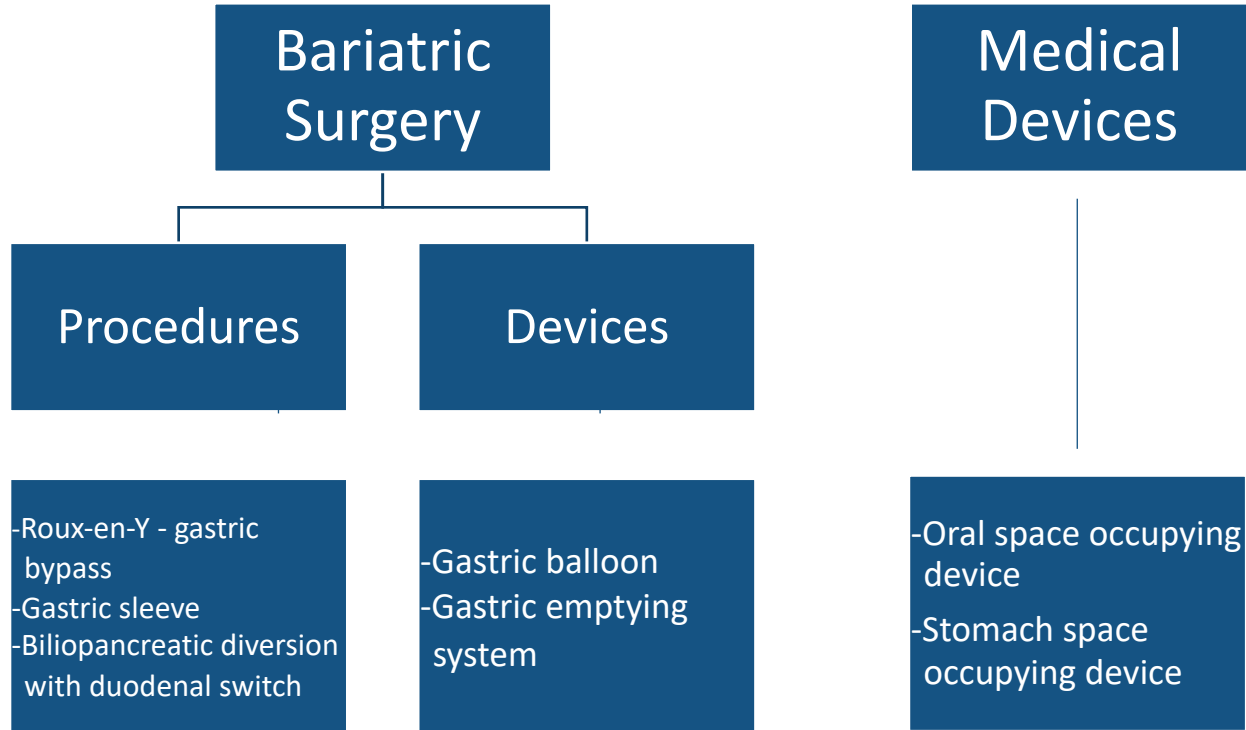 Bariatric
Surgery
Medical
Devices
Procedures
Devices
-Roux-en-Y - gastric
bypass
-Gastric sleeve
-Biliopancreatic diversion
with duodenal switch
-Gastric balloon
-Gastric emptying
system
-Oral space occupying
device
-Stomach space
occupying device